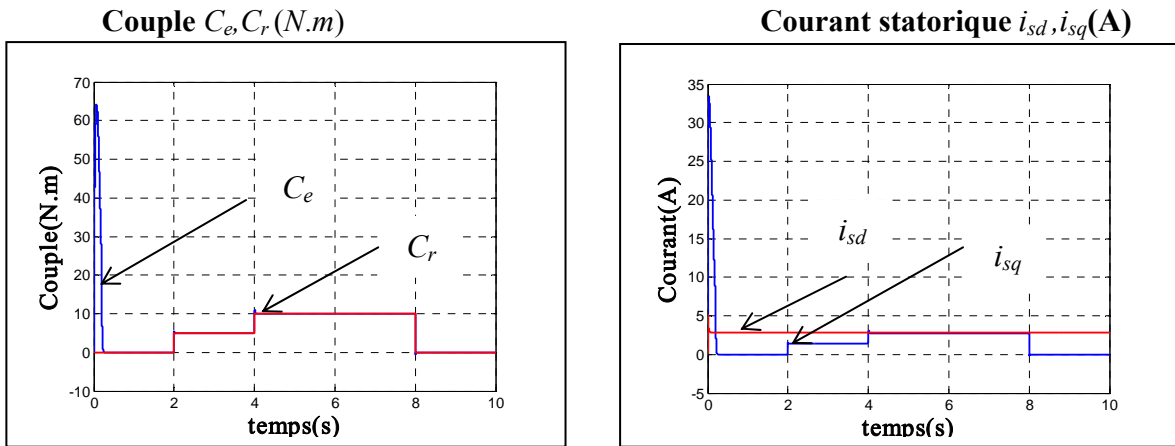 Couple Ce,Cr (N.m)
Courant statorique isd ,isq(A)
70
60
50
40
30
20
10
0
-10
Couple(N.m)
Ce
Cr
0 2 4 6 8 10
temps(s)
35
30
25
20
15
10
5
0
-5
Courant(A)
isd
isq
0 2 4 6 8 10
temps(s)